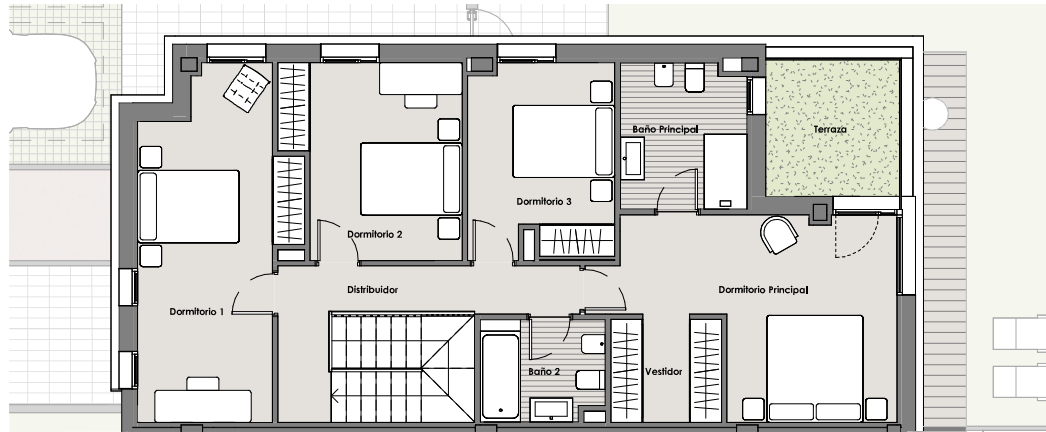 Baño Principal
Terraza
Dormitorio 3
Dormitorio 2
Distribuidor
Dormitorio Principal
Dormitorio 1
Baño 2
Vestidor